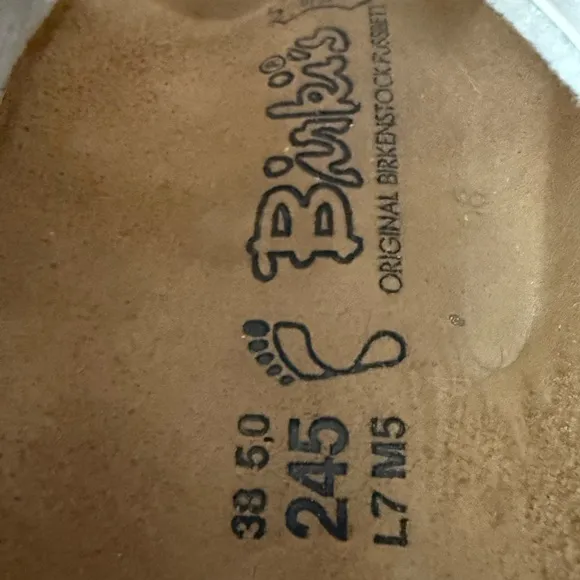 Birki's®
ORIGINAL BIRKENSTOCK FUSSBETT
38 5,0
245
L7 M5